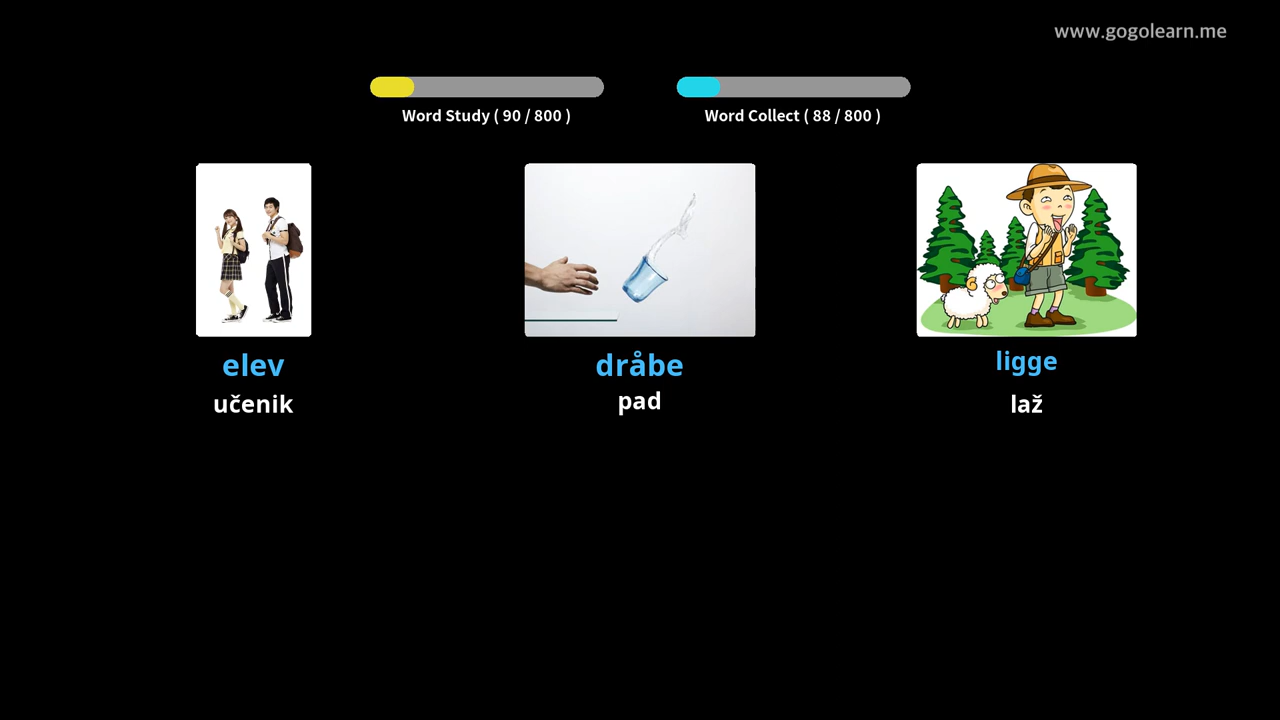 www.gogolearn.me
Word Study ( 90 / 800 )
Word Collect ( 88 / 800 )
elev
dråbe
ligge
učenik
pad
laž